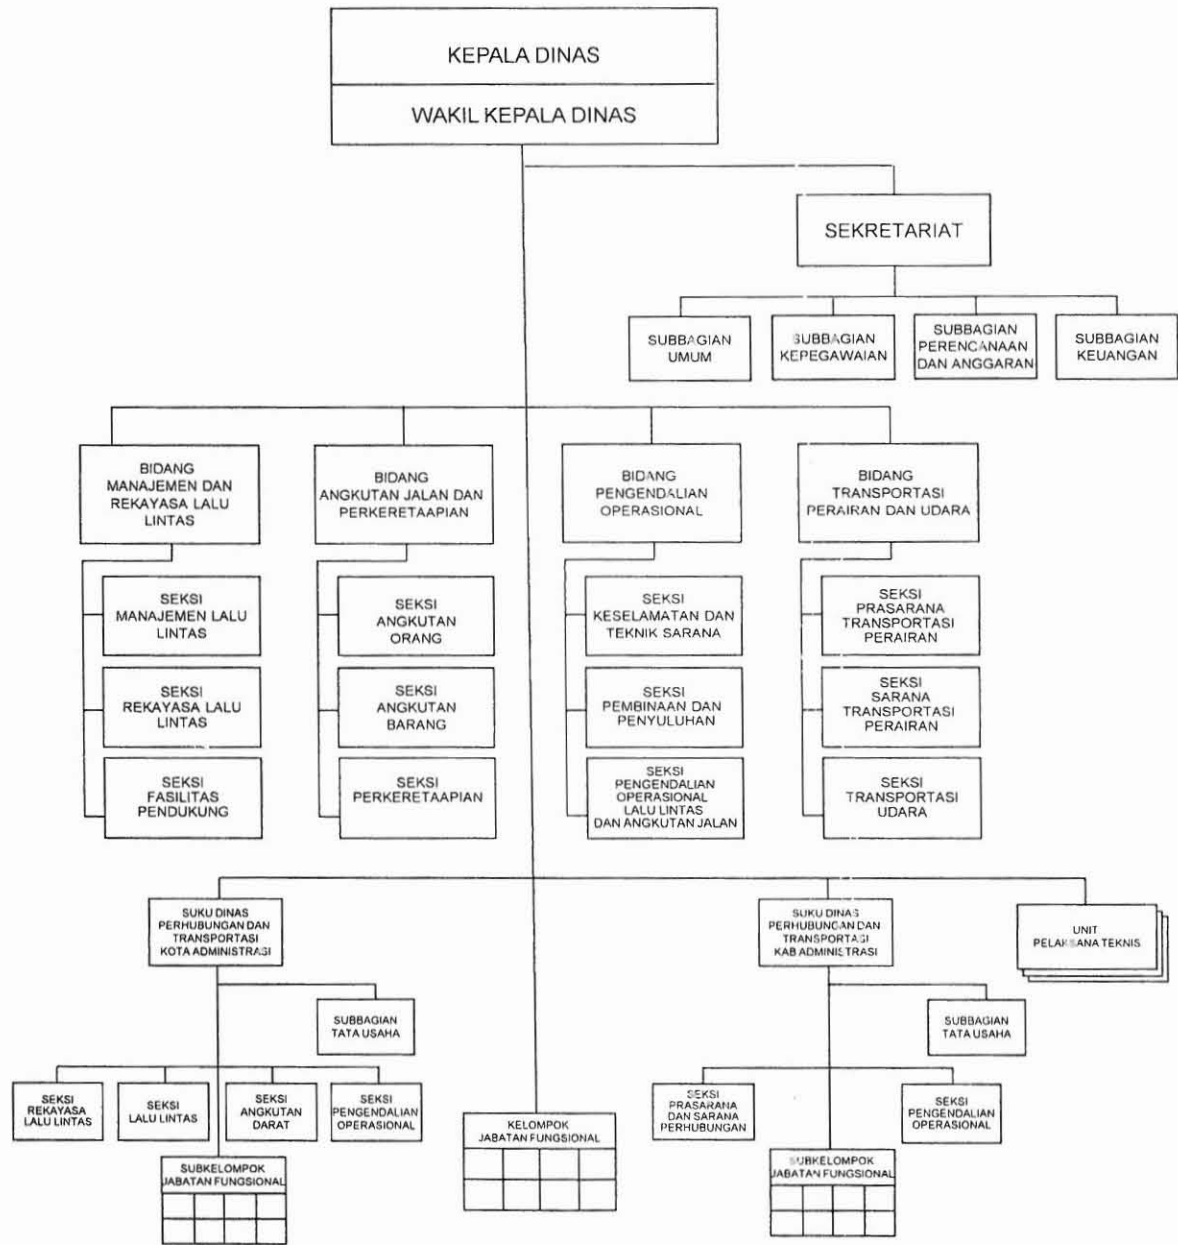 KEPALA DINAS
WAKIL KEPALA DINAS
SEKRETARIAT
SUBBAGIAN
UMUM
SUBBAGIAN
KEPEGAWAIAN
SUBBAGIAN
PERENCANAAN
DAN ANGGARAN
SUBBAGIAN
KEUANGAN
BIDANG
MANAJEMEN DAN
REKAYASA LALU
LINTAS
BIDANG
ANGKUTAN JALAN DAN
PERKERETAAPIAN
BIDANG
PENGENDALIAN
OPERASIONAL
BIDANG
TRANSPORTASI
PERAIRAN DAN UDARA
SEKSI
MANAJEMEN LALU
LINTAS
SEKSI
ANGKUTAN
ORANG
SEKSI
KESELAMATAN DAN
TEKNIK SARANA
SEKSI
PRASARANA
TRANSPORTASI
PERAIRAN
SEKSI
REKAYASA LALU
LINTAS
SEKSI
ANGKUTAN
BARANG
SEKSI
PEMBINAAN DAN
PENYULUHAN
SEKSI
SARANA
TRANSPORTASI
PERAIRAN
SEKSI
FASILITAS
PENDUKUNG
SEKSI
PERKERETAAPIAN
SEKSI
PENGENDALIAN
OPERASIONAL
LALU LINTAS
DAN ANGKUTAN JALAN
SEKSI
TRANSPORTASI
UDARA
SUKU DINAS
PERHUBUNGAN DAN
TRANSPORTASI
KOTA ADMINISTRASI
SUKU DINAS
PERHUBUNGAN DAN
TRANSPORTASI
KAB ADMINISTRASI
UNIT
PELAKSANA TEKNIS
SUBBAGIAN
TATA USAHA
SUBBAGIAN
TATA USAHA
SEKSI
REKAYASA
LALU LINTAS
SEKSI
LALU LINTAS
SEKSI
ANGKUTAN
DARAT
SEKSI
PENGENDALIAN
OPERASIONAL
SEKSI
PRASARANA
DAN SARANA
PERHUBUNGAN
SEKSI
PENGENDALIAN
OPERASIONAL
KELOMPOK
JABATAN FUNGSIONAL
SUBKELOMPOK
JABATAN FUNGSIONAL
SUBKELOMPOK
JABATAN FUNGSIONAL